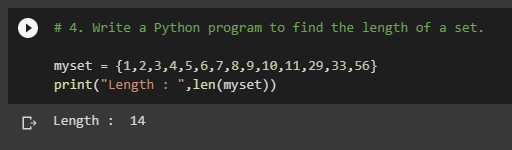 # 4. Write a Python program to find the length of a set.
myset = {1,2,3,4,5,6,7,8,9,10,11,29,33,56}
print("Length : ",len(myset))
Length :  14